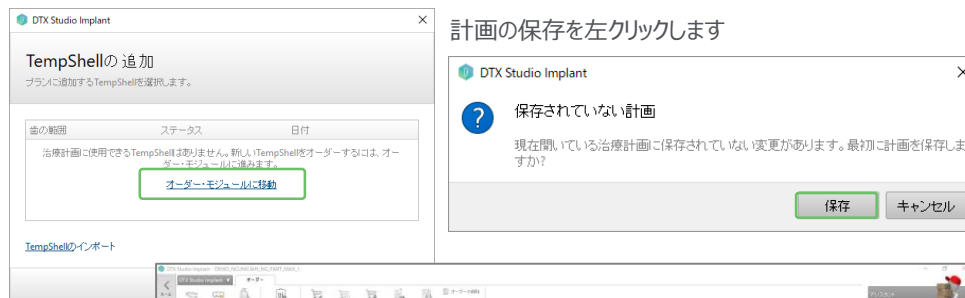 DTX Studio Implant
TempShellの 追加
プランに追加するTempShellを選択します。
歯の範囲 ステータス 日付
治療計画に使用できるTempShellはありません。新しいTempShellをオーダーするには、オー
ダー・モジュールに進みます。
オーダー・モジュールに移動
TempShellのインポート
計画の保存を左クリックします
DTX Studio Implant
保存されていない計画
現在開いている治療計画に保存されていない変更があります。最初に計画を保存しま
すか?
保存 キャンセル
DTX Studio Implant
オーダー